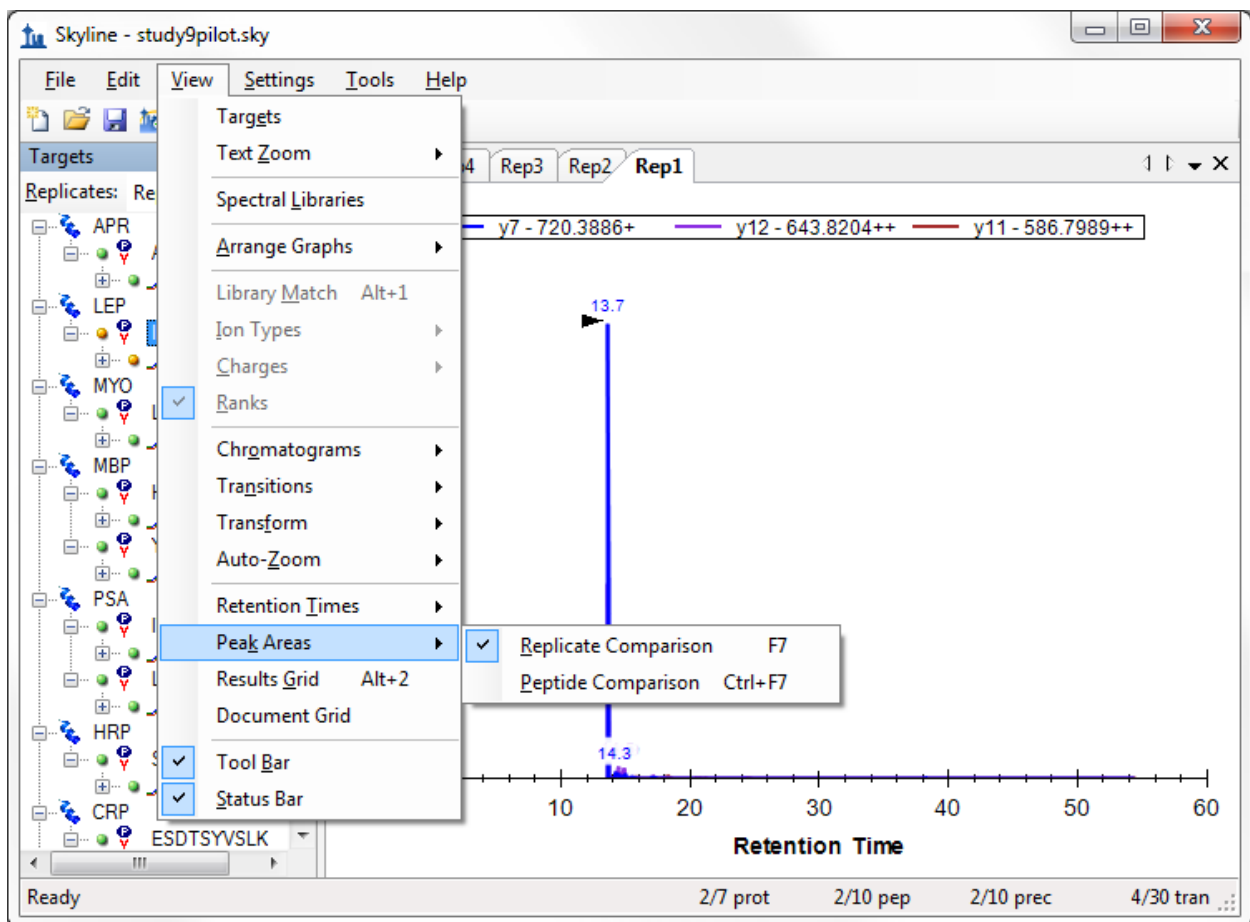 Skyline - study9pilot.sky
File Edit View Settings Tools Help
Targets
Replicates: Re
APR
LEP
MYO
L
MBP
PSA
L
HRP
CRP
ESDTSYVSLK
Targets
Text Zoom
Spectral Libraries
Arrange Graphs
Library Match Alt+1
Ion Types
Charges
Ranks
Chromatograms
Transitions
Transform
Auto-Zoom
Retention Times
Peak Areas
Results Grid Alt+2
Document Grid
Tool Bar
Status Bar
Replicate Comparison F7
Peptide Comparison Ctrl+F7
Rep3 Rep2 Rep1
y7 - 720.3886+ y12 - 643.8204++ y11 - 586.7989++
13.7
14.3
10 20 30 40 50 60
Retention Time
Ready 2/7 prot 2/10 pep 2/10 prec 4/30 tran